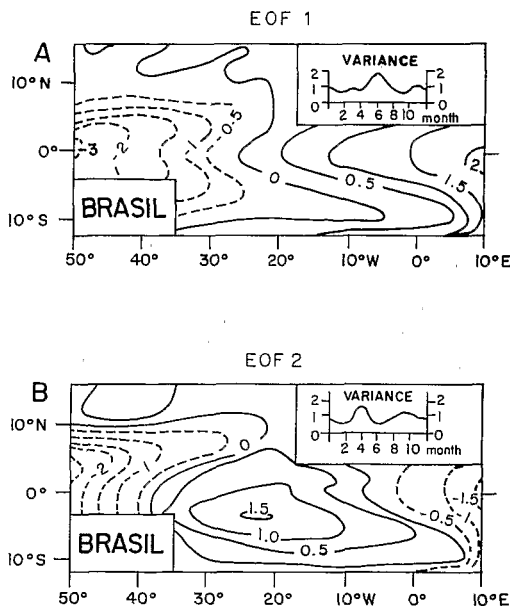 EOF 1
A
10°N
0°
10°S
50° 40° 30° 20° 10°W 0° 10°E
BRASIL
-3 -2 -1 -0.5 0 0.5 1 1.5 2
VARIANCE
2 1 0
2 1 0
2 4 6 8 10 month
EOF 2
B
10°N
0°
10°S
50° 40° 30° 20° 10°W 0° 10°E
BRASIL
-2 -1 0 1.5 1.0 0.5 -0.5 -1 -1.5
VARIANCE
2 1 0
2 1 0
2 4 6 8 10 month